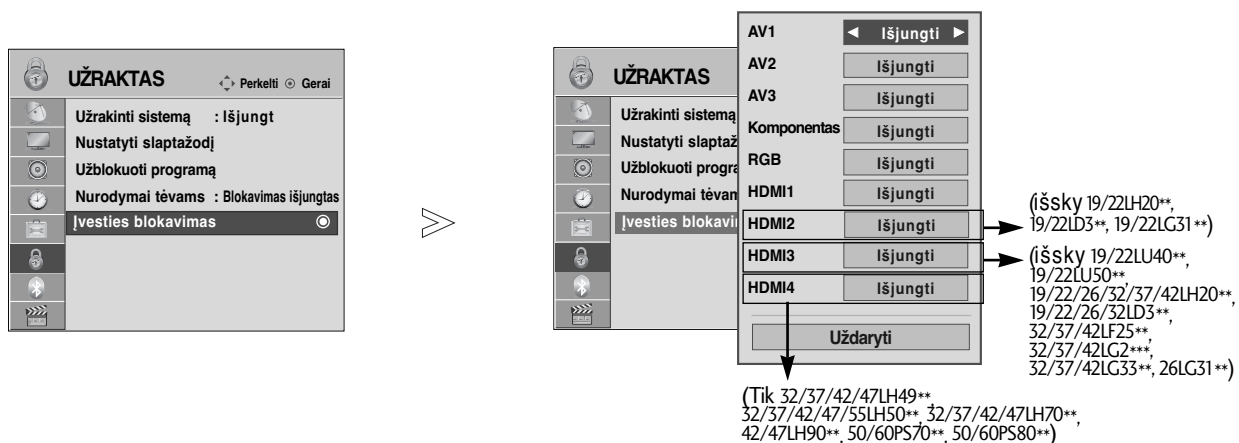 UŽRAKTAS Perkelti Gerai
Užrakinti sistemą : Išjungt
Nustatyti slaptažodį
Užblokuoti programą
Nurodymai tėvams : Blokavimas išjungtas
Įvesties blokavimas
UŽRAKTAS
Užrakinti sistemą
Nustatyti slaptaž
Užblokuoti progra
Nurodymai tėvam
Įvesties blokavi
AV1 Išjungti
AV2 Išjungti
AV3 Išjungti
Komponentas Išjungti
RGB Išjungti
HDMI1 Išjungti
HDMI2 Išjungti
HDMI3 Išjungti
HDMI4 Išjungti
Uždaryti
(išsky 19/22LH20**,
19/22LD3**, 19/22LG31**)
(išsky 19/22LU40**,
19/22LU50**,
19/22/26/32/37/42LH20**,
19/22/26/32LD3**,
32/37/42LF25**,
32/37/42LG2***,
32/37/42LG33**, 26LG31**)
(Tik 32/37/42/47LH49**,
32/37/42/47/55LH50**, 32/37/42/47LH70**,
42/47LH90**, 50/60PS70**, 50/60PS80**)